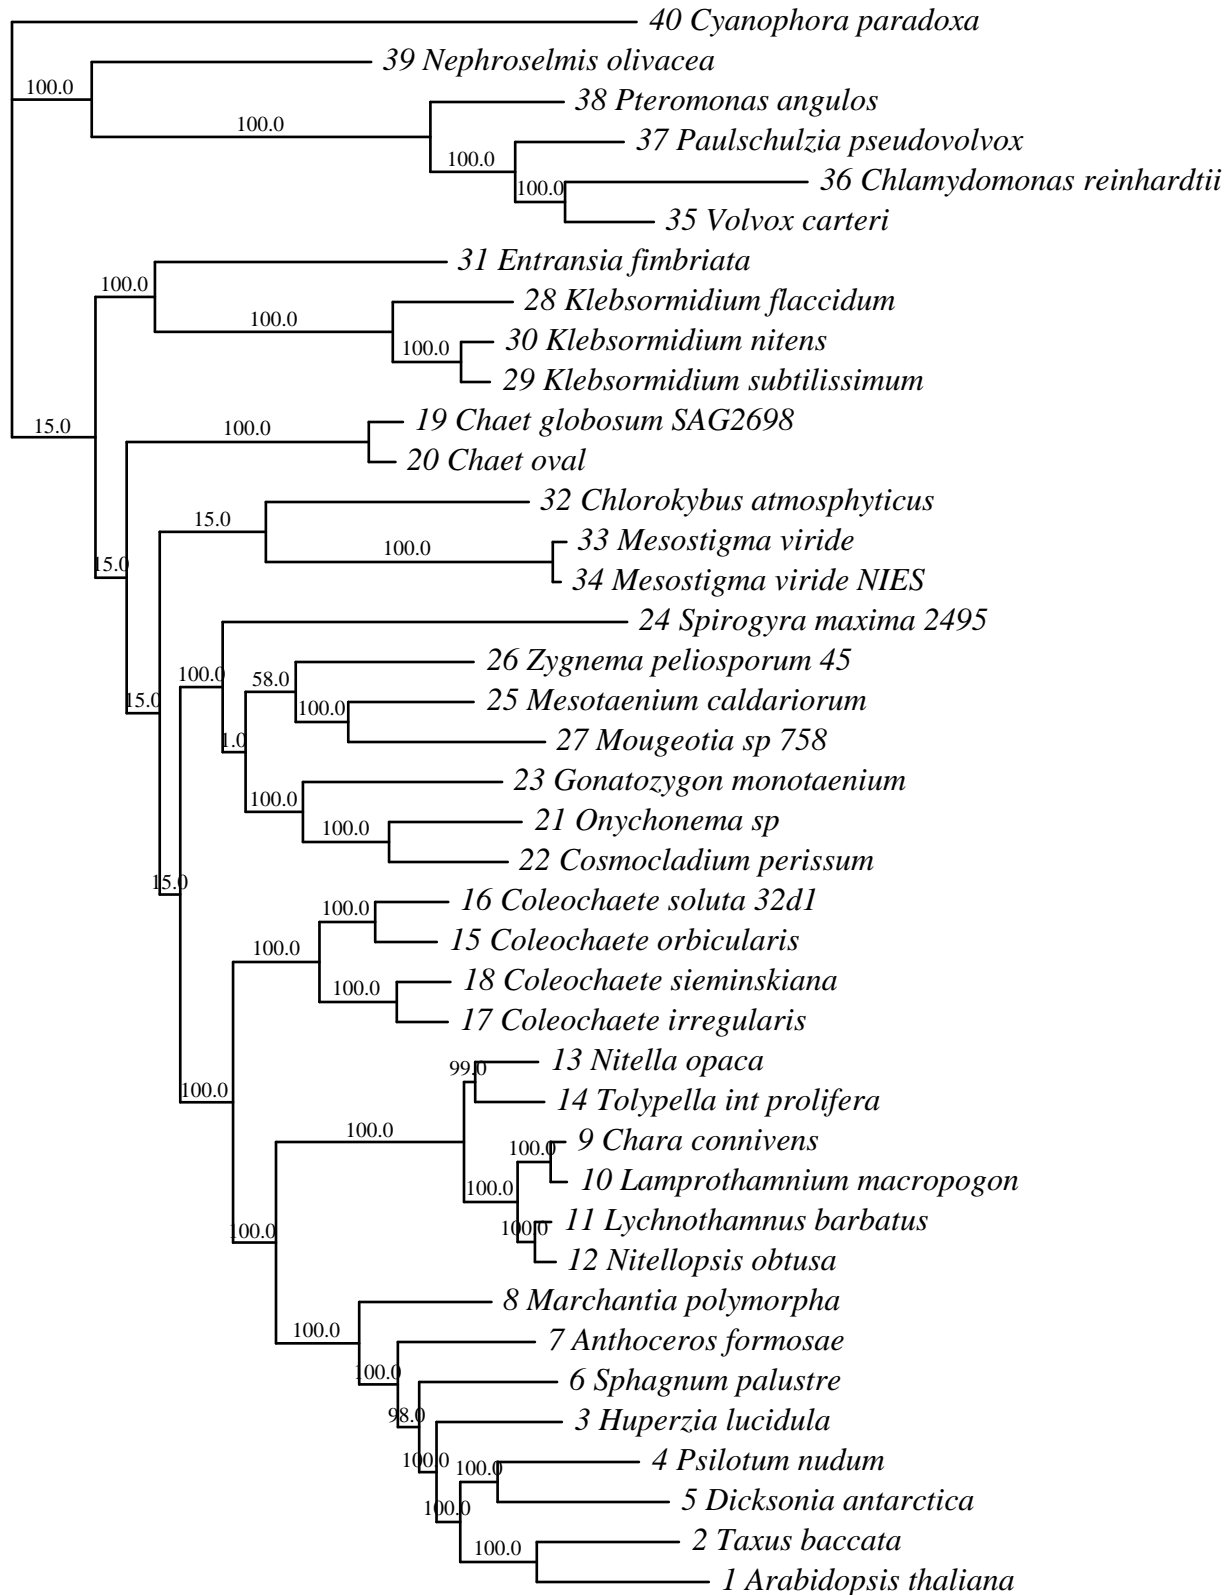 40 Cyanophora paradoxa
39 Nephroselmis olivacea
100.0
38 Pteromonas angulos
100.0
37 Paulschulzia pseudovolvox
100.0
36 Chlamydomonas reinhardtii
100.0
35 Volvox carteri
31 Entransia fimbriata
100.0
28 Klebsormidium flaccidum
100.0
30 Klebsormidium nitens
100.0
29 Klebsormidium subtilissimum
19 Chaet globosum SAG2698
15.0
100.0
20 Chaet oval
32 Chlorokybus atmosphyticus
15.0
33 Mesostigma viride
100.0
15.0
34 Mesostigma viride NIES
24 Spirogyra maxima 2495
26 Zygnema peliosporum 45
100.0
58.0
15.0
25 Mesotaenium caldariorum
100.0
27 Mougeotia sp 758
1.0
23 Gonatozygon monotaenium
100.0
21 Onychonema sp
100.0
22 Cosmocladium perissum
15.0
16 Coleochaete soluta 32d1
100.0
15 Coleochaete orbicularis
100.0
18 Coleochaete sieminskiana
100.0
17 Coleochaete irregularis
13 Nitella opaca
99.0
100.0
14 Tolypella int prolifera
100.0
9 Chara connivens
100.0
10 Lamprothamnium macropogon
100.0
11 Lychnothamnus barbatus
100.0
100.0
12 Nitellopsis obtusa
8 Marchantia polymorpha
100.0
7 Anthoceros formosae
100.0
6 Sphagnum palustre
98.0
3 Huperzia lucidula
100.0
4 Psilotum nudum
100.0
5 Dicksonia antarctica
100.0
2 Taxus baccata
100.0
1 Arabidopsis thaliana